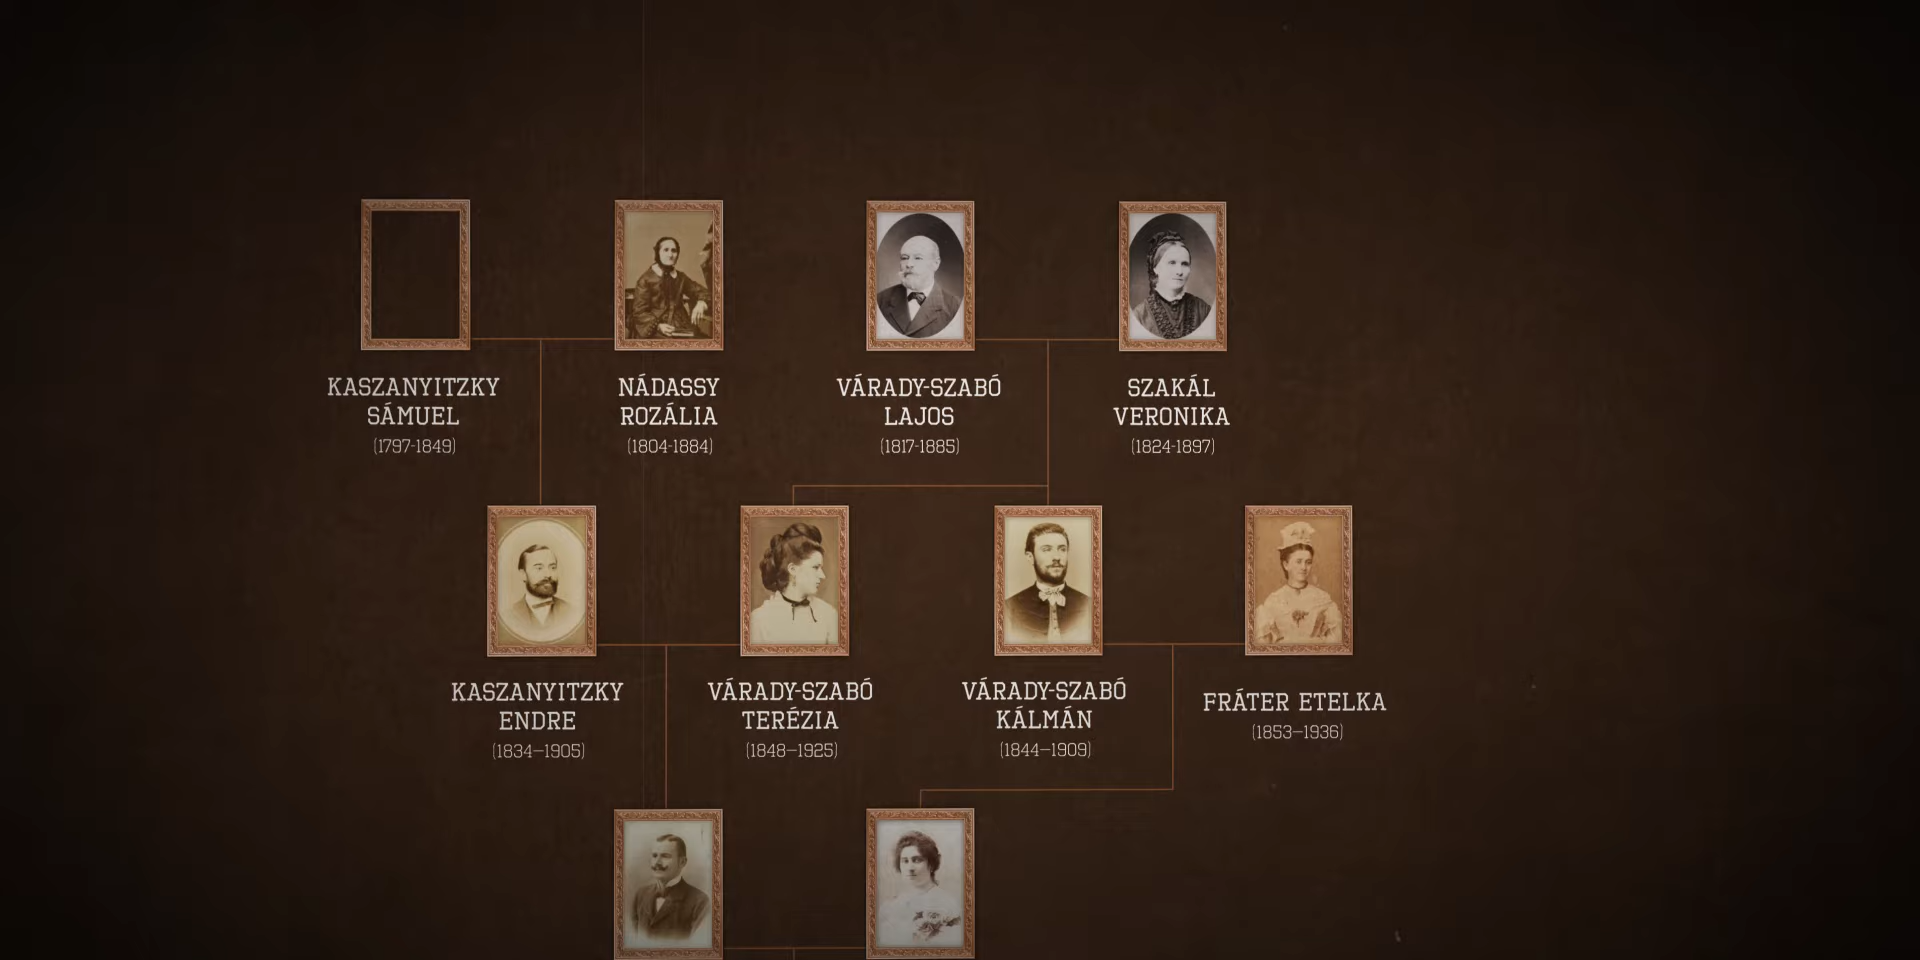 KASZANYITZKY
SÁMUEL
(1797-1849)
NÁDASSY
ROZÁLIA
(1804-1884)
VÁRADY-SZABÓ
LAJOS
(1817-1885)
SZAKÁL
VERONIKA
(1824-1897)
KASZANYITZKY
ENDRE
(1834–1905)
VÁRADY-SZABÓ
TERÉZIA
(1848–1925)
VÁRADY-SZABÓ
KÁLMÁN
(1844–1909)
FRÁTER ETELKA
(1853–1936)